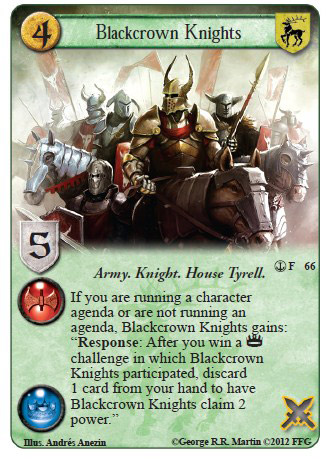 4
Blackcrown Knights
S
Army. Knight. House Tyrell.
F 66
If you are running a character
agenda or are not running an
agenda, Blackcrown Knights gains:
“Response: After you win a
challenge in which Blackcrown
Knights participated, discard
1 card from your hand to have
Blackcrown Knights claim 2
power.”
Illus. Andrés Anezin
©George R.R. Martin ©2012 FFG